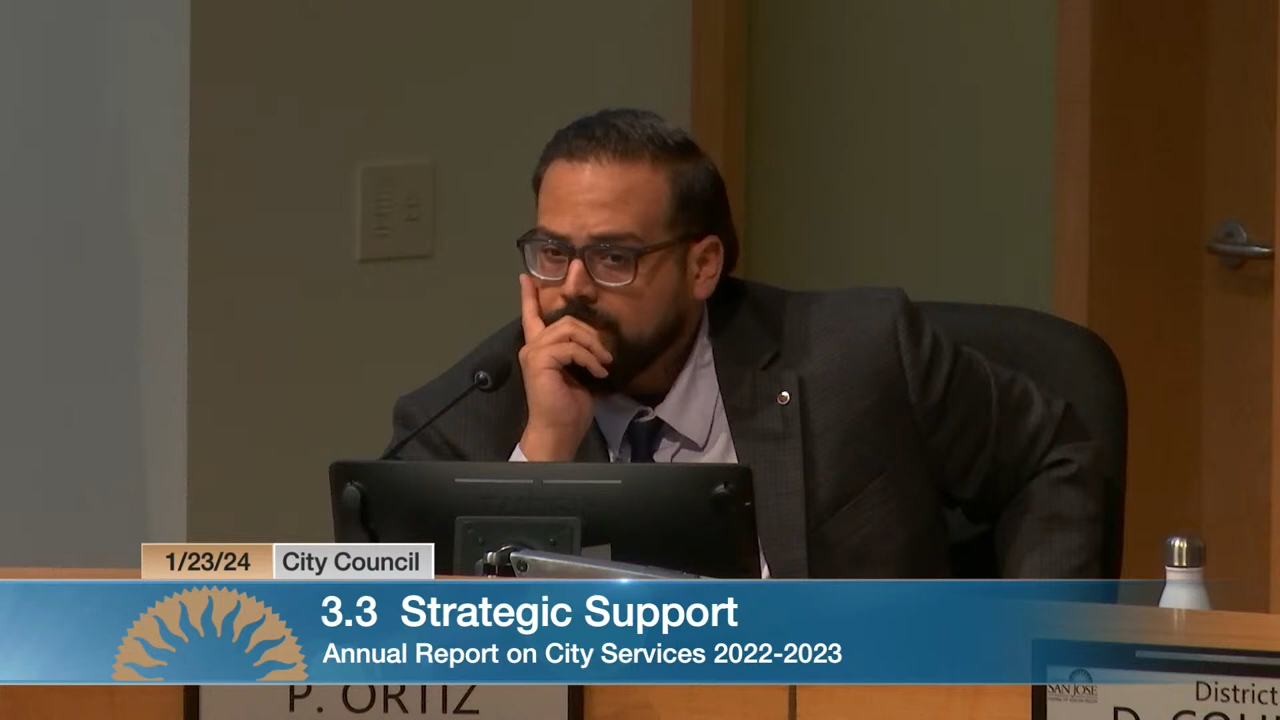 1/23/24 City Council
3.3 Strategic Support
Annual Report on City Services 2022-2023
P. ORTIZ
SAN JOSE
District